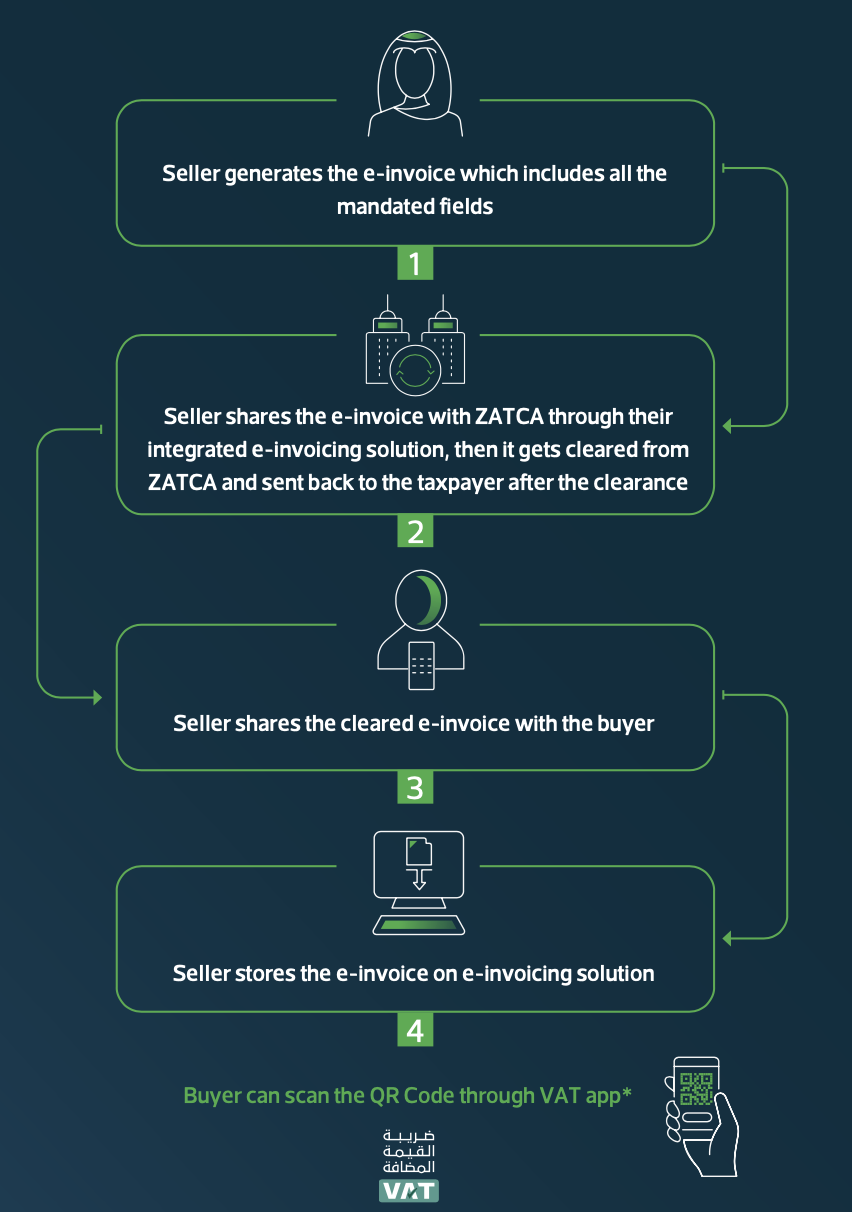 Seller generates the e-invoice which includes all the
mandated fields
1
Seller shares the e-invoice with ZATCA through their
integrated e-invoicing solution, then it gets cleared from
ZATCA and sent back to the taxpayer after the clearance
2
Seller shares the cleared e-invoice with the buyer
3
Seller stores the e-invoice on e-invoicing solution
4
Buyer can scan the QR Code through VAT app*
ضريبة
القيمة
المضافة
VAT